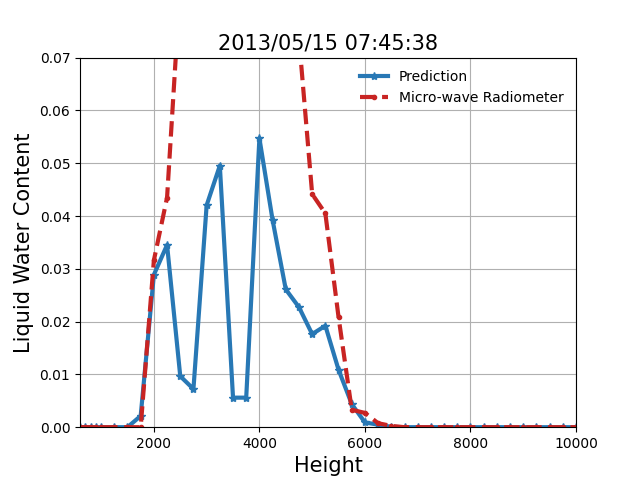 2013/05/15 07:45:38
Liquid Water Content
0.07
0.06
0.05
0.04
0.03
0.02
0.01
0.00
Prediction
Micro-wave Radiometer
2000 4000 6000 8000 10000
Height